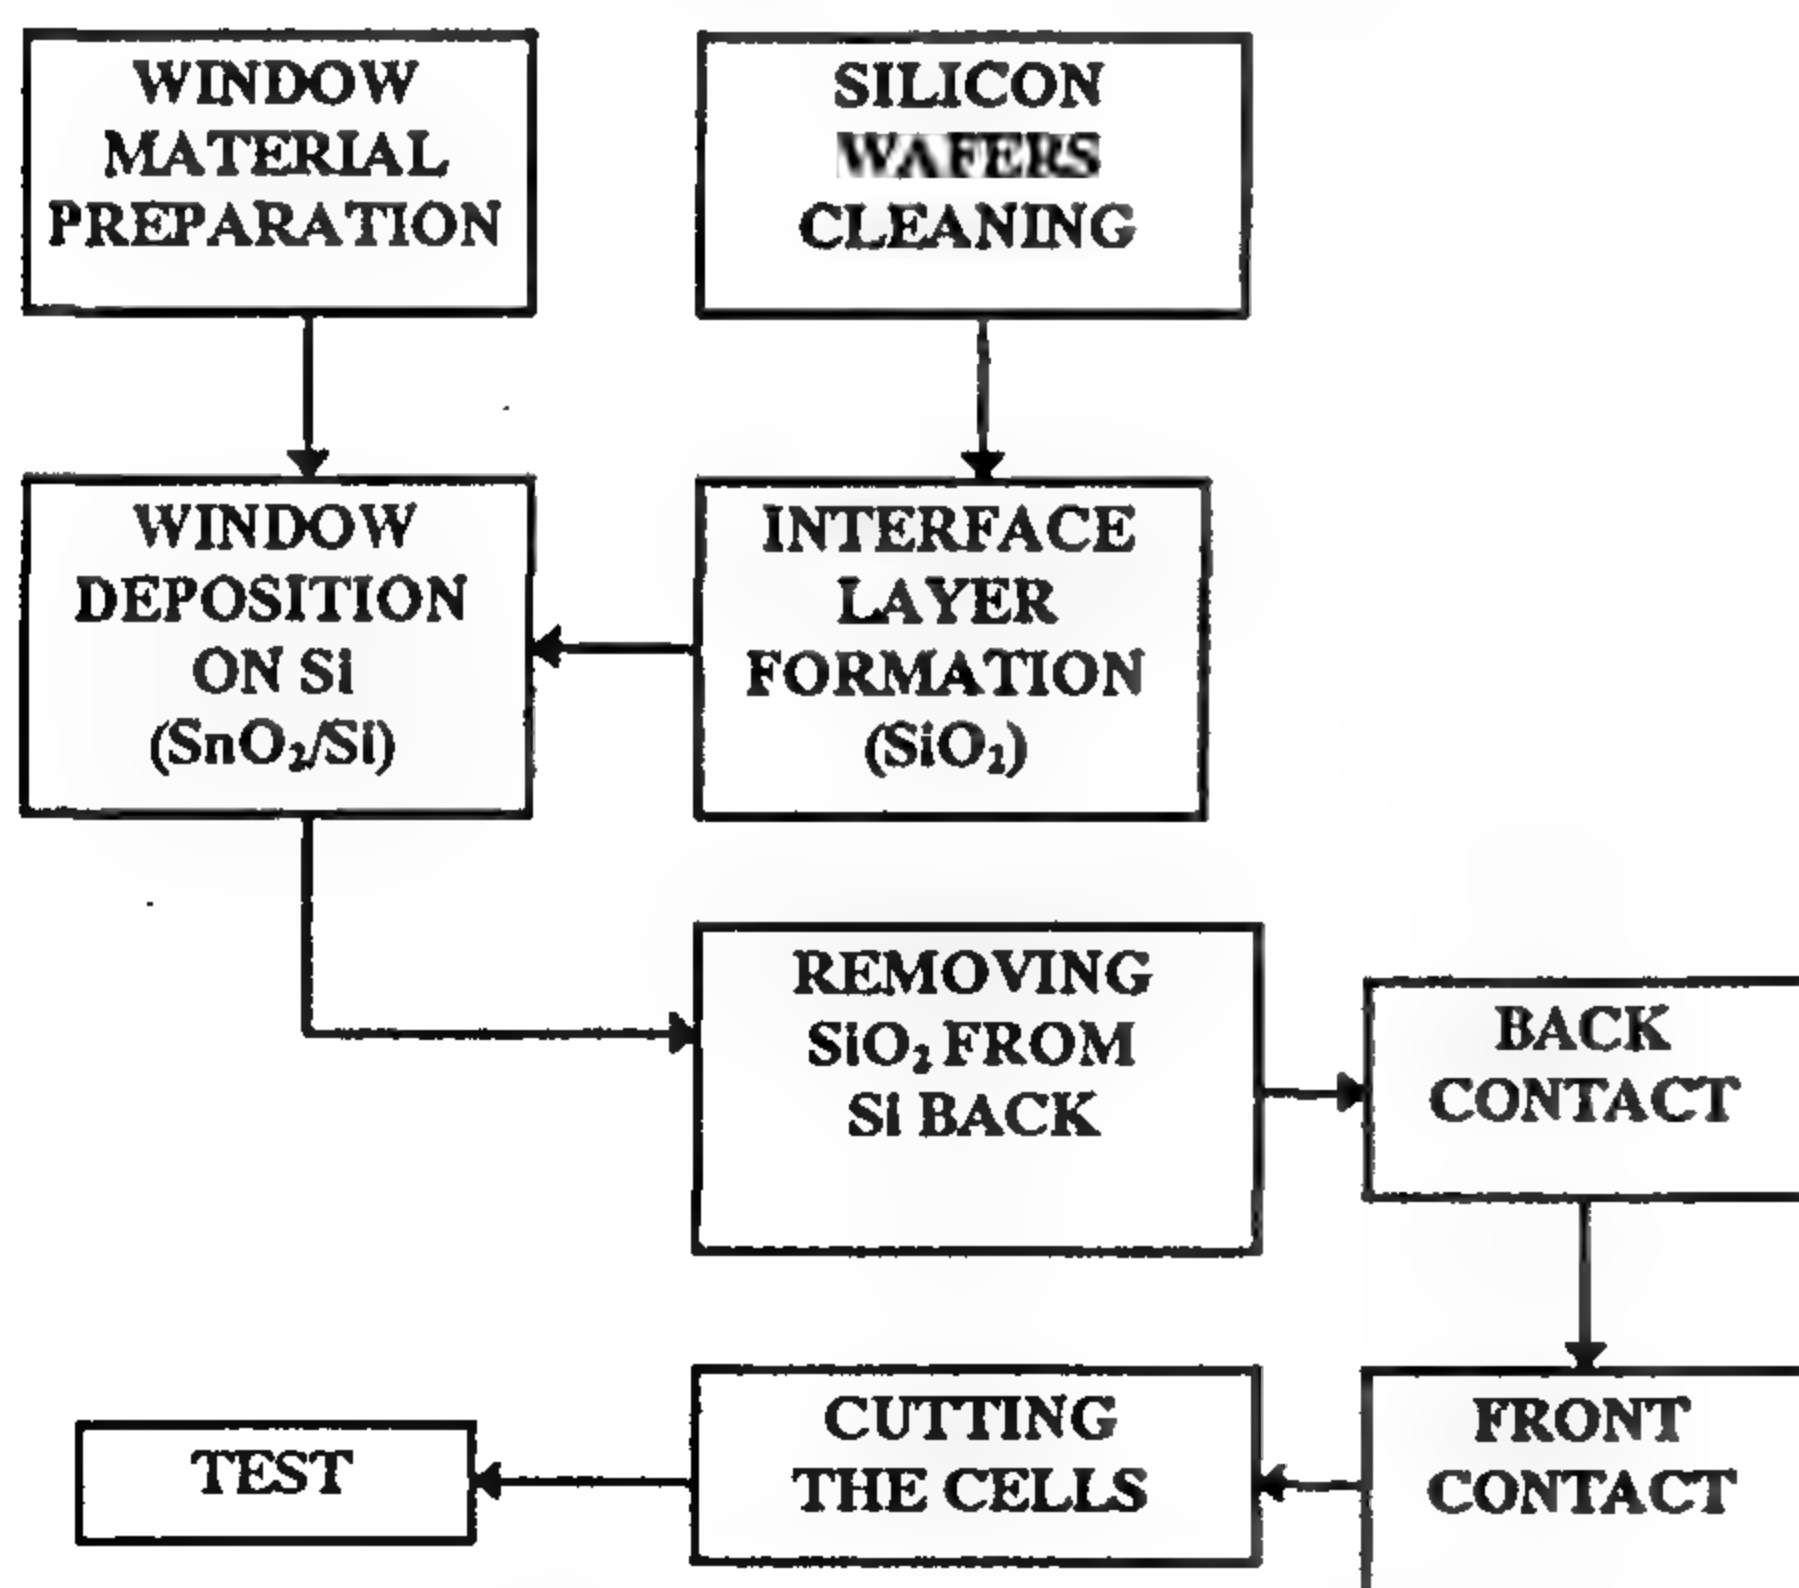 WINDOW
MATERIAL
PREPARATION
SILICON
WAFERS
CLEANING
WINDOW
DEPOSITION
ON Si
(SnO₂/Si)
INTERFACE
LAYER
FORMATION
(SiO₂)
REMOVING
SiO₂ FROM
Si BACK
BACK
CONTACT
FRONT
CONTACT
CUTTING
THE CELLS
TEST